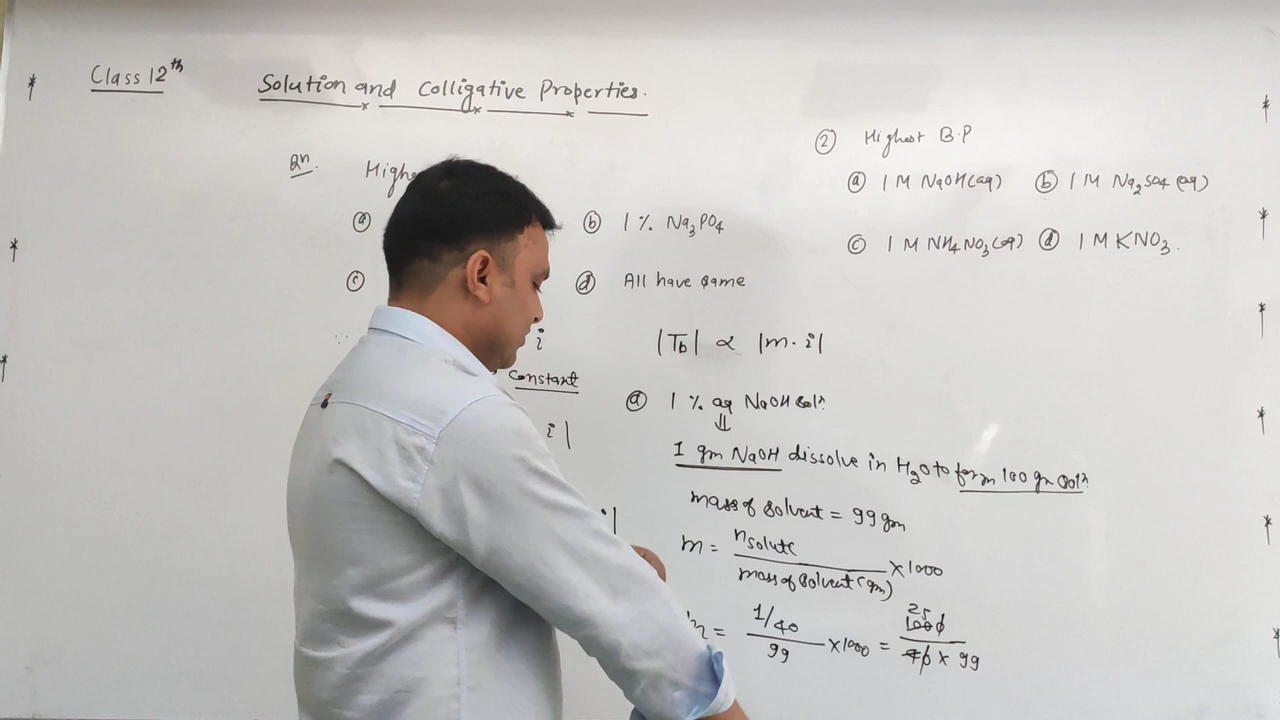 Class 12th
Solution and Colligative Properties.
Qn.
ⓐ ⓑ 1 % Na3PO4
ⓒ ⓓ All have same
② Highest B.P
ⓐ 1 M NaOH(aq) ⓑ 1 M Na2SO4 (aq)
ⓒ 1 M NH4NO3(aq) ⓓ 1 M KNO3.
i
constant
i|
i|
|Tb| ∝ |m.i|
ⓐ 1 % aq NaOH soln.
⇓
1 gm NaOH dissolve in H2O to form 100 gm soln
mass of solvent = 99 gm
m = nsolute / mass of solvent (gm) × 1000
m = 1/40 / 99 × 1000 = 25 1000 / 40 × 99